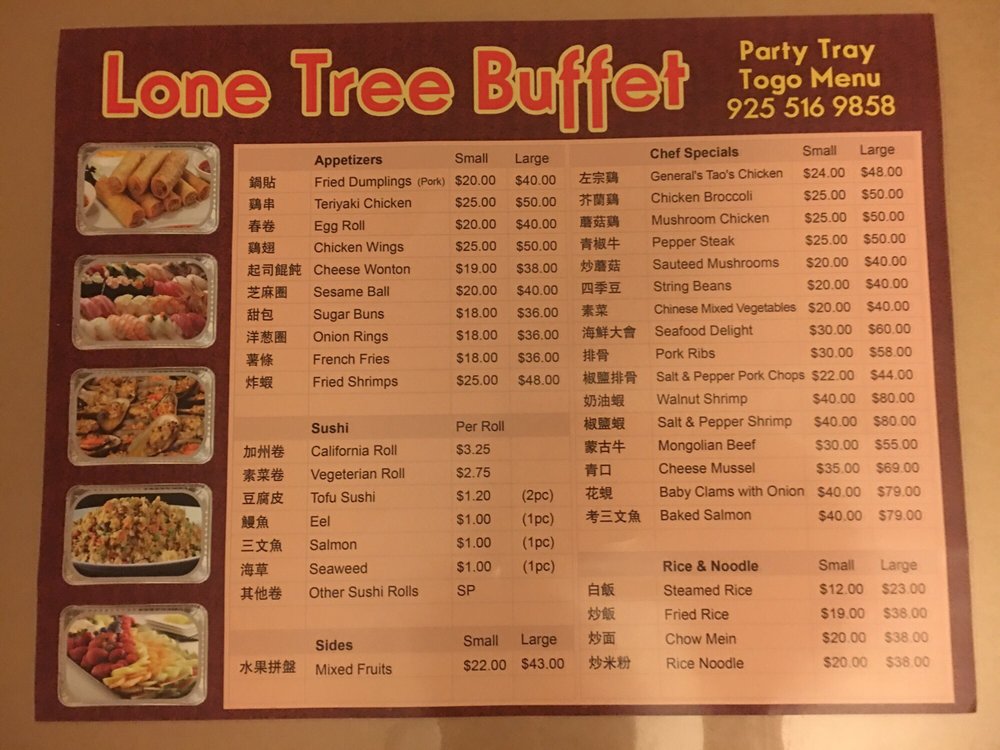 Lone Tree Buffet
Party Tray
Togo Menu
925 516 9858
Appetizers Small Large
鍋貼 Fried Dumplings (Pork) $20.00 $40.00
鷄串 Teriyaki Chicken $25.00 $50.00
春卷 Egg Roll $20.00 $40.00
鷄翅 Chicken Wings $25.00 $50.00
起司餛飩 Cheese Wonton $19.00 $38.00
芝麻圈 Sesame Ball $20.00 $40.00
甜包 Sugar Buns $18.00 $36.00
洋葱圈 Onion Rings $18.00 $36.00
薯條 French Fries $18.00 $36.00
炸蝦 Fried Shrimps $25.00 $48.00
Sushi Per Roll
加州卷 California Roll $3.25
素菜卷 Vegeterian Roll $2.75
豆腐皮 Tofu Sushi $1.20 (2pc)
鰻魚 Eel $1.00 (1pc)
三文魚 Salmon $1.00 (1pc)
海草 Seaweed $1.00 (1pc)
其他卷 Other Sushi Rolls SP
Sides Small Large
水果拼盤 Mixed Fruits $22.00 $43.00
Chef Specials Small Large
左宗鷄 General's Tao's Chicken $24.00 $48.00
芥蘭鷄 Chicken Broccoli $25.00 $50.00
蘑菇鷄 Mushroom Chicken $25.00 $50.00
青椒牛 Pepper Steak $25.00 $50.00
炒蘑菇 Sauteed Mushrooms $20.00 $40.00
四季豆 String Beans $20.00 $40.00
素菜 Chinese Mixed Vegetables $20.00 $40.00
海鮮大會 Seafood Delight $30.00 $60.00
排骨 Pork Ribs $30.00 $58.00
椒鹽排骨 Salt & Pepper Pork Chops $22.00 $44.00
奶油蝦 Walnut Shrimp $40.00 $80.00
椒鹽蝦 Salt & Pepper Shrimp $40.00 $80.00
蒙古牛 Mongolian Beef $30.00 $55.00
青口 Cheese Mussel $35.00 $69.00
花蜆 Baby Clams with Onion $40.00 $79.00
考三文魚 Baked Salmon $40.00 $79.00
Rice & Noodle Small Large
白飯 Steamed Rice $12.00 $23.00
炒飯 Fried Rice $19.00 $38.00
炒面 Chow Mein $20.00 $38.00
炒米粉 Rice Noodle $20.00 $38.00